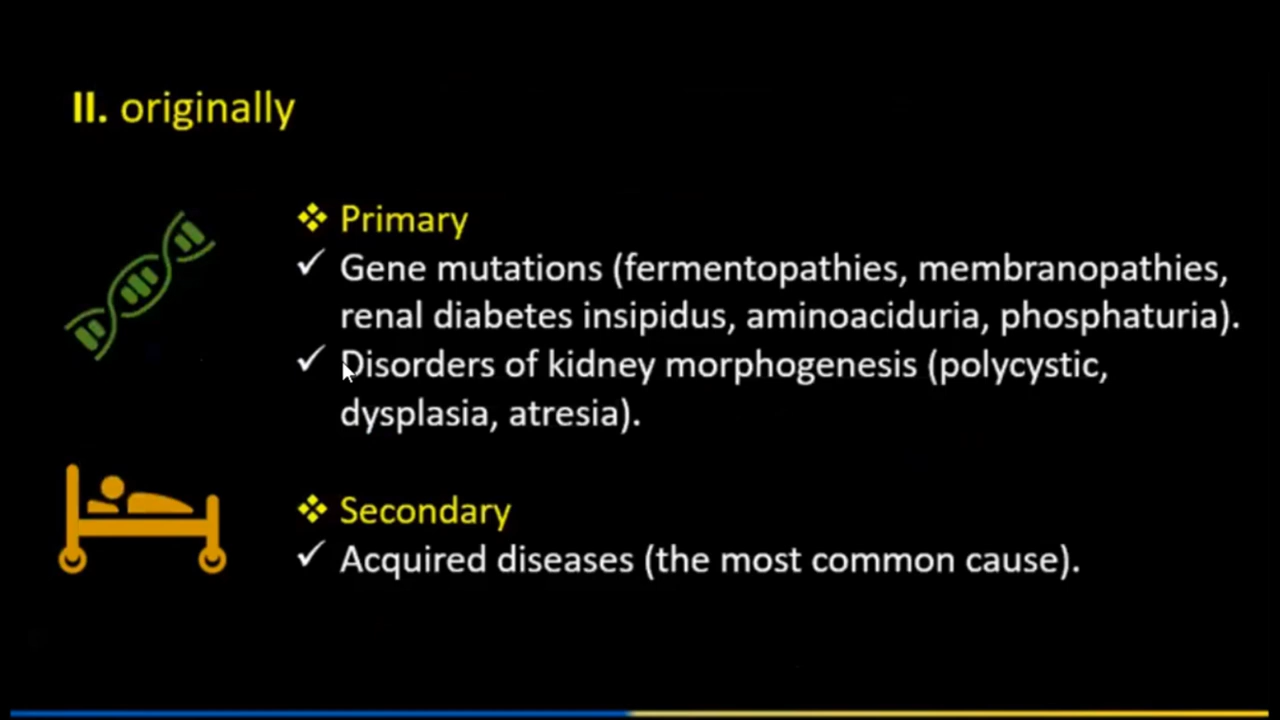 II. originally
❖ Primary
✓ Gene mutations (fermentopathies, membranopathies,
renal diabetes insipidus, aminoaciduria, phosphaturia).
✓ Disorders of kidney morphogenesis (polycystic,
dysplasia, atresia).
❖ Secondary
✓ Acquired diseases (the most common cause).